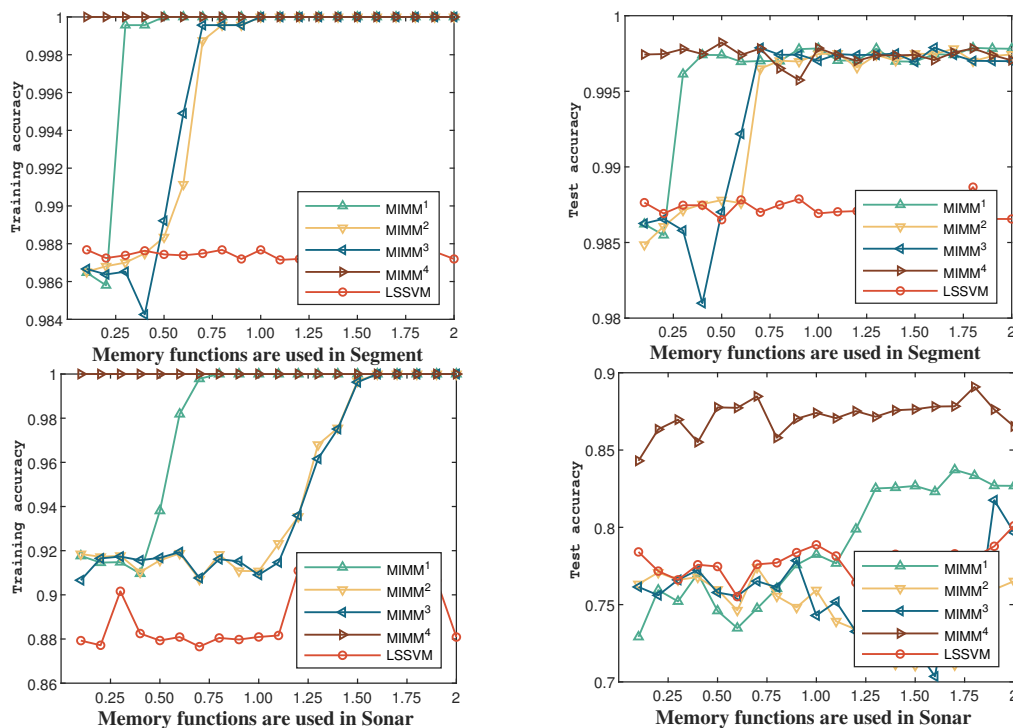 1
0.998
0.996
0.994
0.992
0.99
0.988
0.986
0.984
Training accuracy
0.25 0.50 0.75 1.00 1.25 1.50 1.75 2
Memory functions are used in Segment
MIMM¹
MIMM²
MIMM³
MIMM⁴
LSSVM
1
0.995
0.99
0.985
0.98
Test accuracy
0.25 0.50 0.75 1.00 1.25 1.50 1.75 2
Memory functions are used in Segment
MIMM¹
MIMM²
MIMM³
MIMM⁴
LSSVM
1
0.98
0.96
0.94
0.92
0.9
0.88
0.86
Training accuracy
0.25 0.50 0.75 1.00 1.25 1.50 1.75 2
Memory functions are used in Sonar
MIMM¹
MIMM²
MIMM³
MIMM⁴
LSSVM
0.9
0.85
0.8
0.75
0.7
Test accuracy
0.25 0.50 0.75 1.00 1.25 1.50 1.75 2
Memory functions are used in Sonar
MIMM¹
MIMM²
MIMM³
MIMM⁴
LSSVM